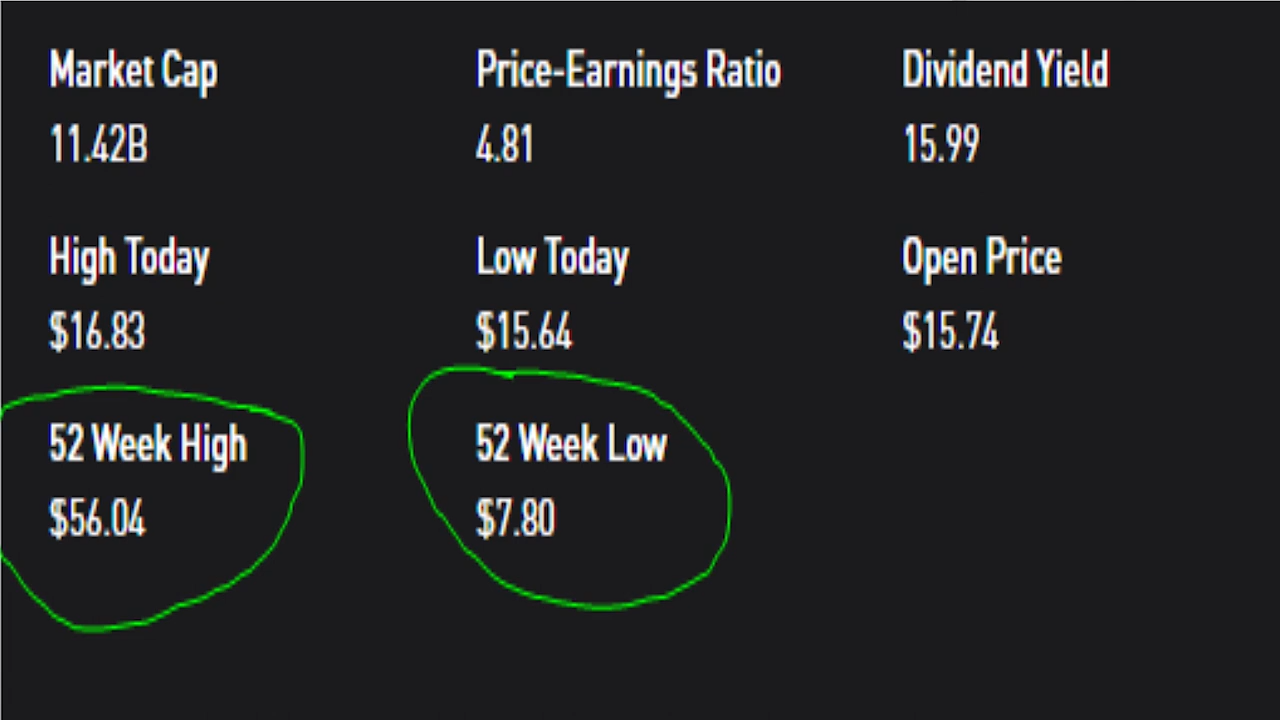 Market Cap Price-Earnings Ratio Dividend Yield
11.42B 4.81 15.99
High Today Low Today Open Price
$16.83 $15.64 $15.74
52 Week High 52 Week Low
$56.04 $7.80